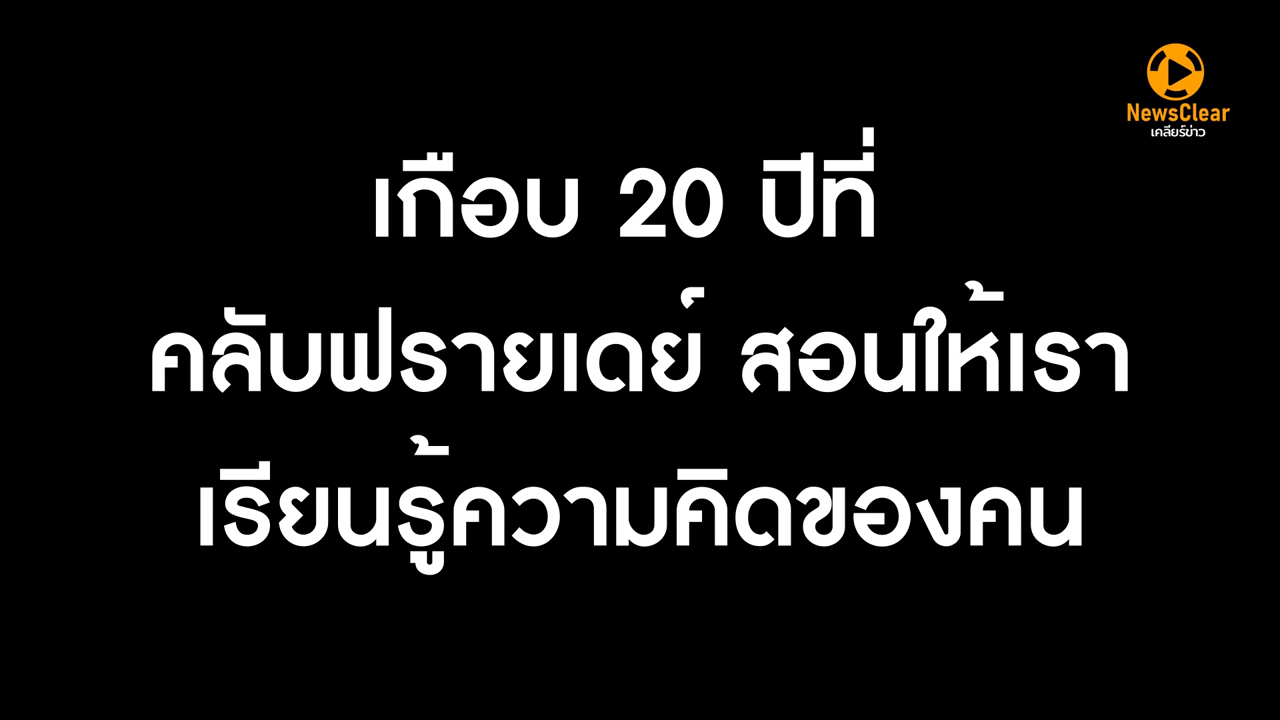 NewsClear
เคลียร์ข่าว
เกือบ 20 ปีที่
คลับฟรายเดย์ สอนให้เรา
เรียนรู้ความคิดของคน